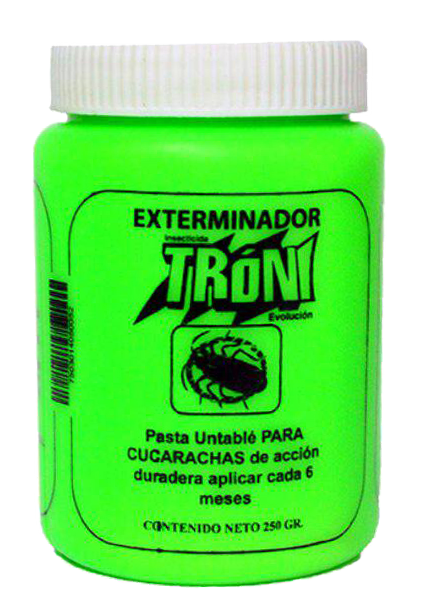 EXTERMINADOR
Insecticida
TRÓNI
Evolución
Pasta Untablé PARA
CUCARACHAS de acción
duradera aplicar cada 6
meses
CONTENIDO NETO 250 GR.